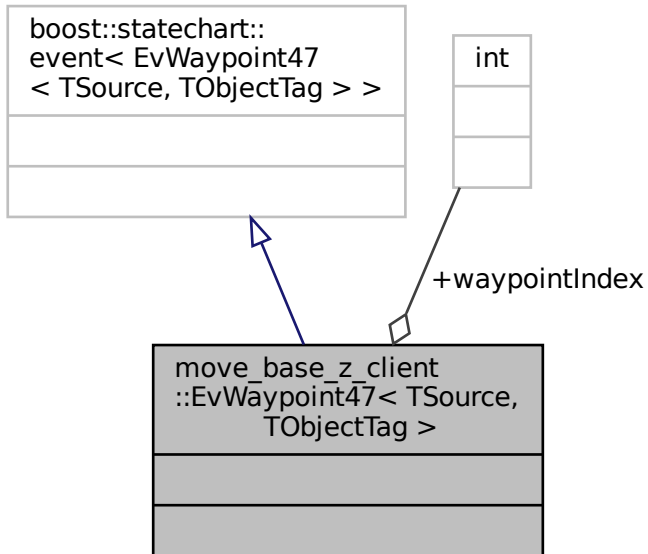 boost::statechart::
event< EvWaypoint47
< TSource, TObjectTag > >
int
+waypointIndex
move_base_z_client
::EvWaypoint47< TSource,
TObjectTag >